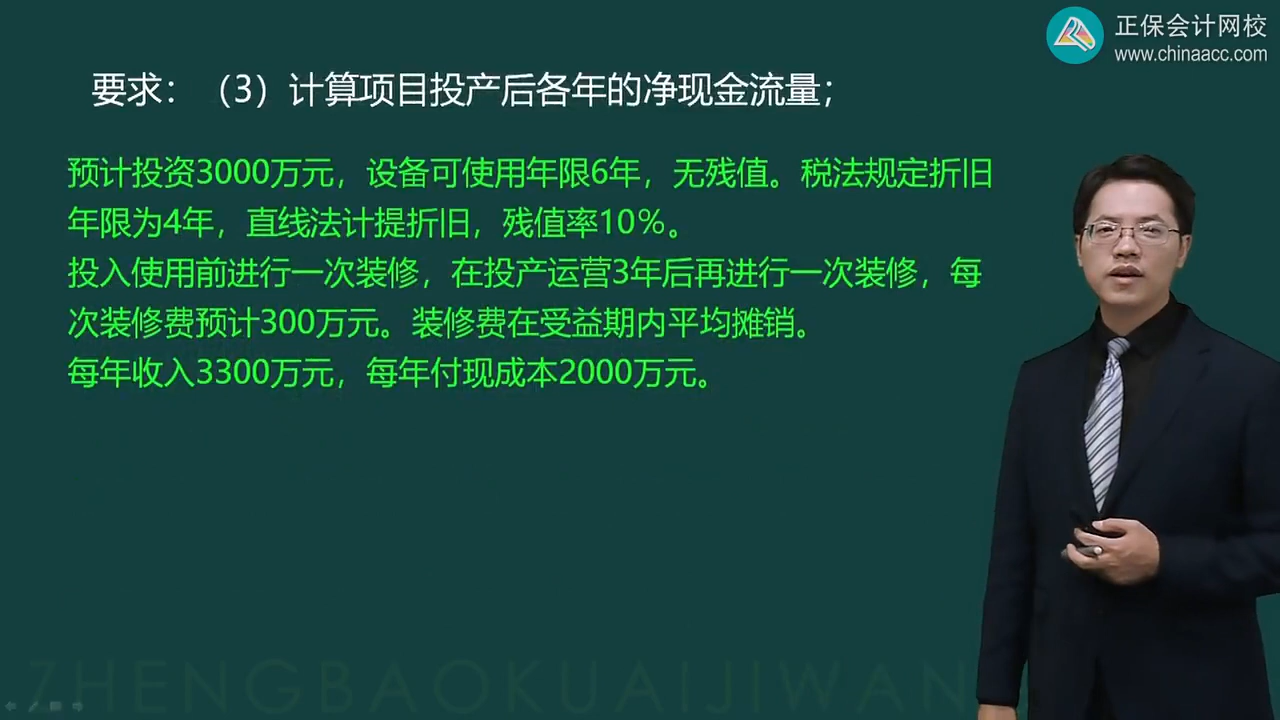 正保会计网校
www.chinaacc.com
要求：（3）计算项目投产后各年的净现金流量；
预计投资3000万元，设备可使用年限6年，无残值。税法规定折旧
年限为4年，直线法计提折旧，残值率10%。
投入使用前进行一次装修，在投产运营3年后再进行一次装修，每
次装修费预计300万元。装修费在受益期内平均摊销。
每年收入3300万元，每年付现成本2000万元。
ZHENGBAOKUAIJIWAN